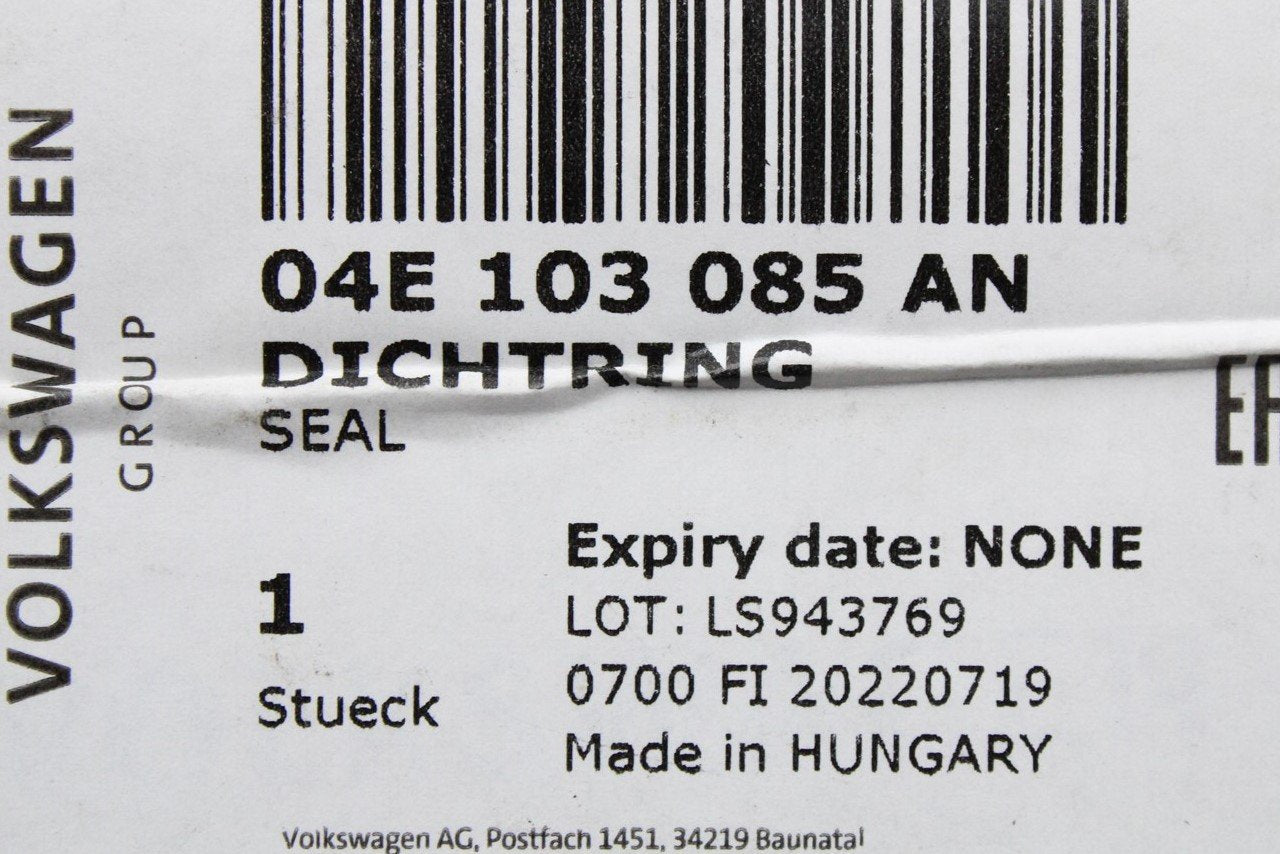 VOLKSWAGEN
GROUP
04E 103 085 AN
DICHTRING
SEAL
Expiry date: NONE
1
LOT: LS943769
0700 FI 20220719
Stueck
Made in HUNGARY
Volkswagen AG, Postfach 1451, 34219 Baunatal